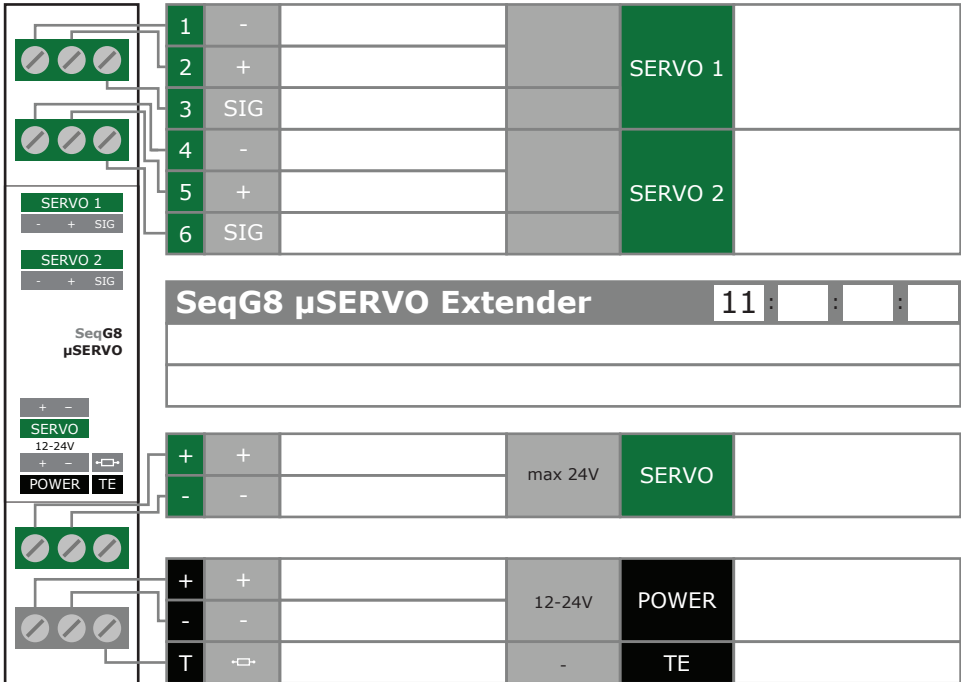 1 -
2 +
SERVO 1
3 SIG
4 -
5 +
SERVO 2
6 SIG
SERVO 1
- + SIG
SERVO 2
- + SIG
SeqG8
µSERVO
+ −
SERVO
12-24V
+ −
POWER TE
SeqG8 µSERVO Extender 11 : : :
+ +
max 24V SERVO
- -
+ +
12-24V POWER
- -
T - TE